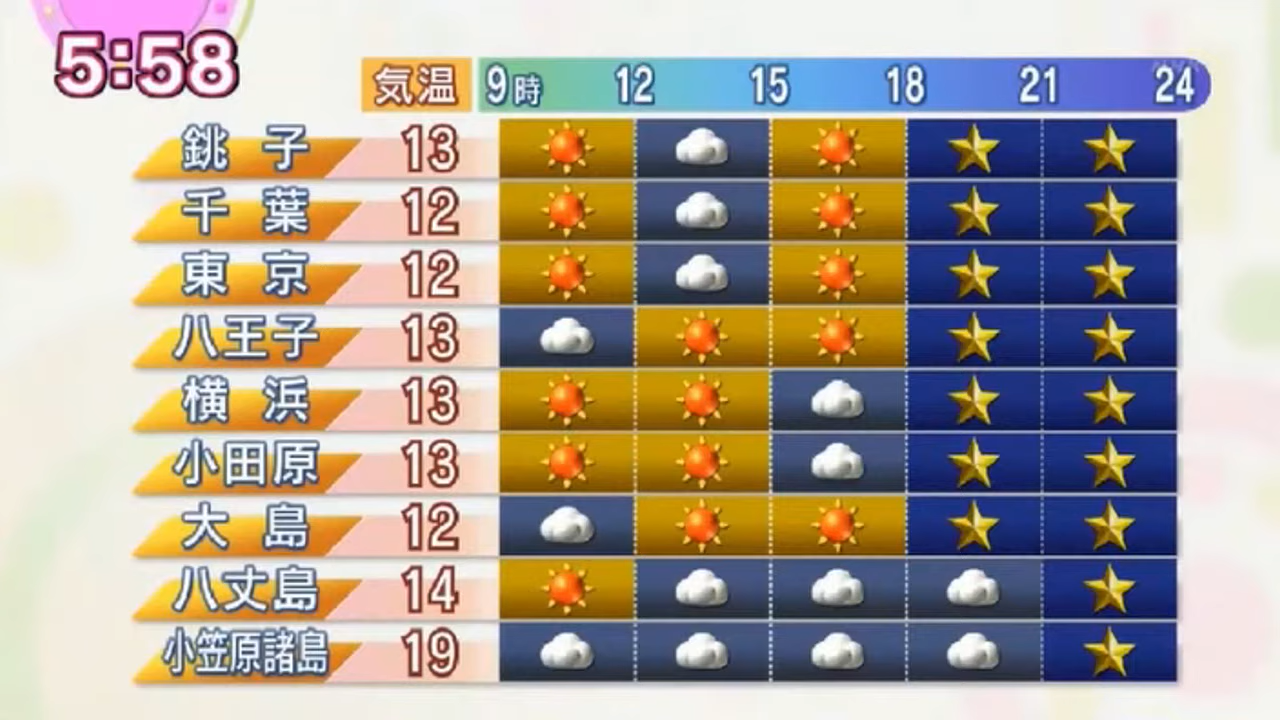 5:58
気温 9時 12 15 18 21 24
銚子 13
千葉 12
東京 12
八王子 13
横浜 13
小田原 13
大島 12
八丈島 14
小笠原諸島 19